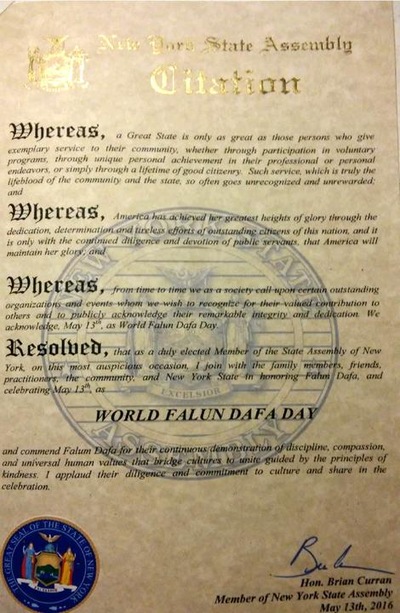 New York State Assembly
Citation
Whereas, a Great State is only as great as those persons who give
exemplary service to their community, whether through participation in voluntary
programs, through unique personal achievement in their professional or personal
endeavors, or simply through a lifetime of good citizenry. Such service, which is truly the
lifeblood of the community and the state, so often goes unrecognized and unrewarded;
and
Whereas, America has achieved her greatest heights of glory through the
dedication, determination and tireless efforts of outstanding citizens of this nation, and it
is only with the continued diligence and devotion of public servants, that America will
maintain her glory; and
Whereas, from time to time we as a society call upon certain outstanding
organizations and events whom we wish to recognize for their valued contribution to
others and to publicly acknowledge their remarkable integrity and dedication. We
acknowledge, May 13th, as World Falun Dafa Day.
Resolved, that as a duly elected Member of the State Assembly of New
York, on this most auspicious occasion, I join with the family members, friends,
practitioners, the community, and New York State in honoring Falun Dafa, and
celebrating May 13th, as
EXCELSIOR
WORLD FALUN DAFA DAY
and commend Falum Dafa for their continuous demonstration of discipline, compassion,
and universal human values that bridge cultures to unite guided by the principles of
kindness. I applaud their diligence and commitment to culture and share in the
celebration.
THE GREAT SEAL OF THE STATE OF NEW YORK
Hon. Brian Curran
Member of New York State Assembly
May 13th, 2016